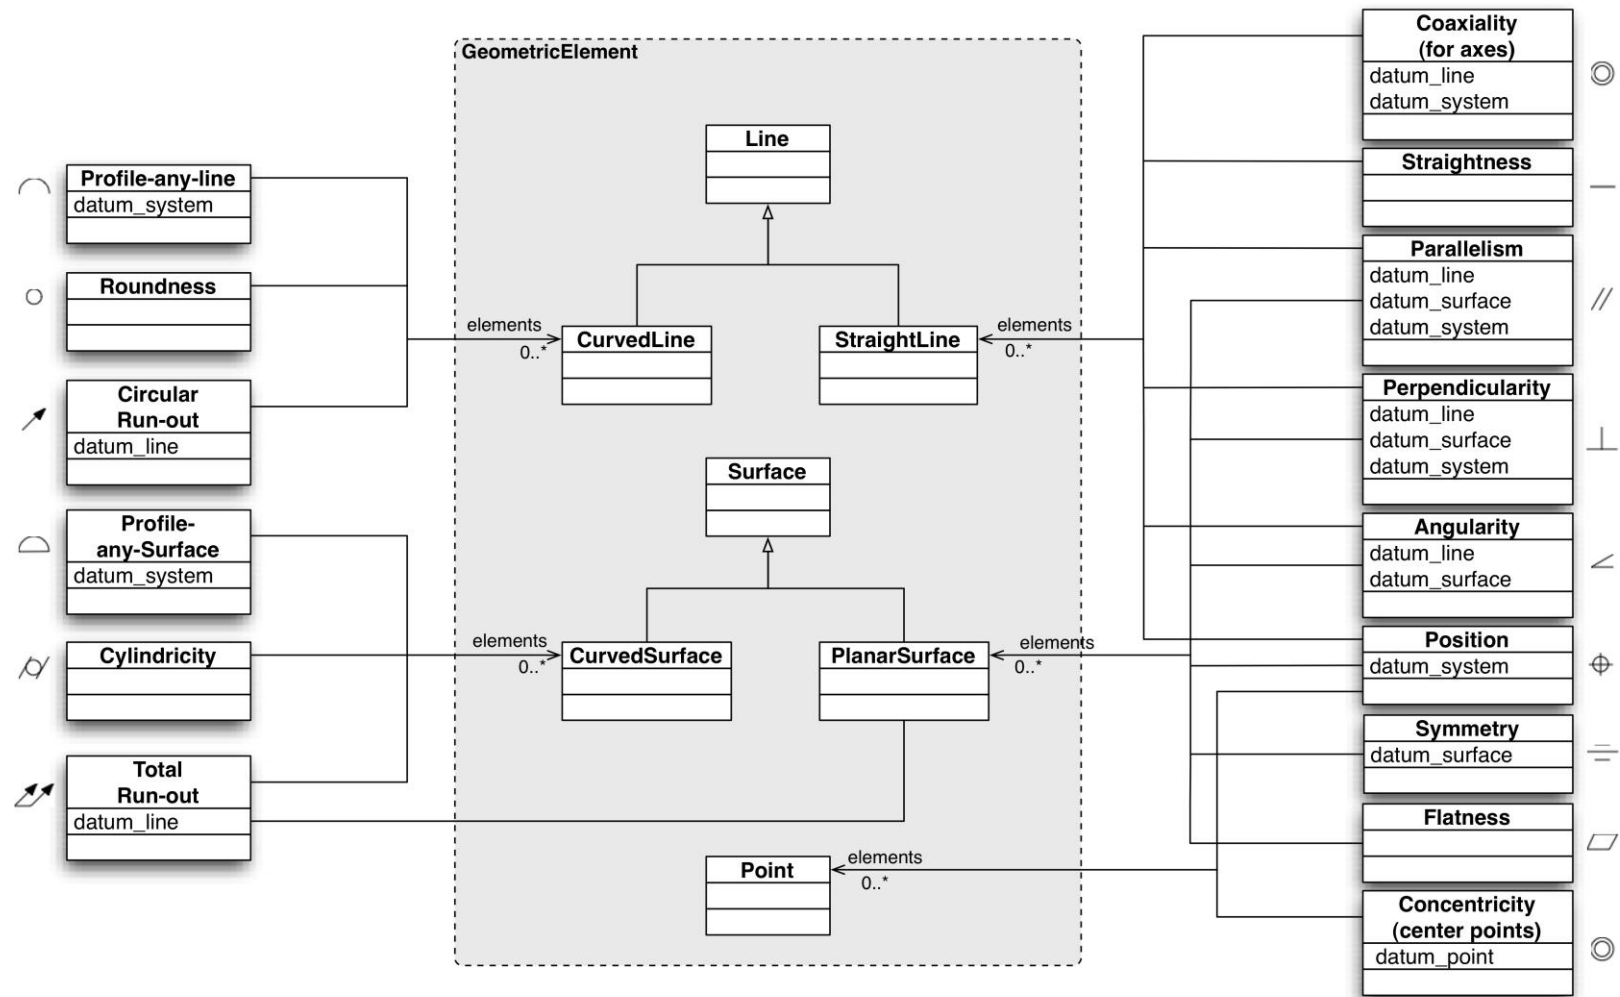 GeometricElement
Line
elements
0..*
CurvedLine
StraightLine
elements
0..*
Surface
elements
0..*
CurvedSurface
PlanarSurface
elements
0..*
Point
elements
0..*
Profile-any-line
datum_system
Roundness
Circular
Run-out
datum_line
Profile-
any-Surface
datum_system
Cylindricity
Total
Run-out
datum_line
Coaxiality
(for axes)
datum_line
datum_system
Straightness
Parallelism
datum_line
datum_surface
datum_system
Perpendicularity
datum_line
datum_surface
datum_system
Angularity
datum_line
datum_surface
Position
datum_system
Symmetry
datum_surface
Flatness
Concentricity
(center points)
datum_point